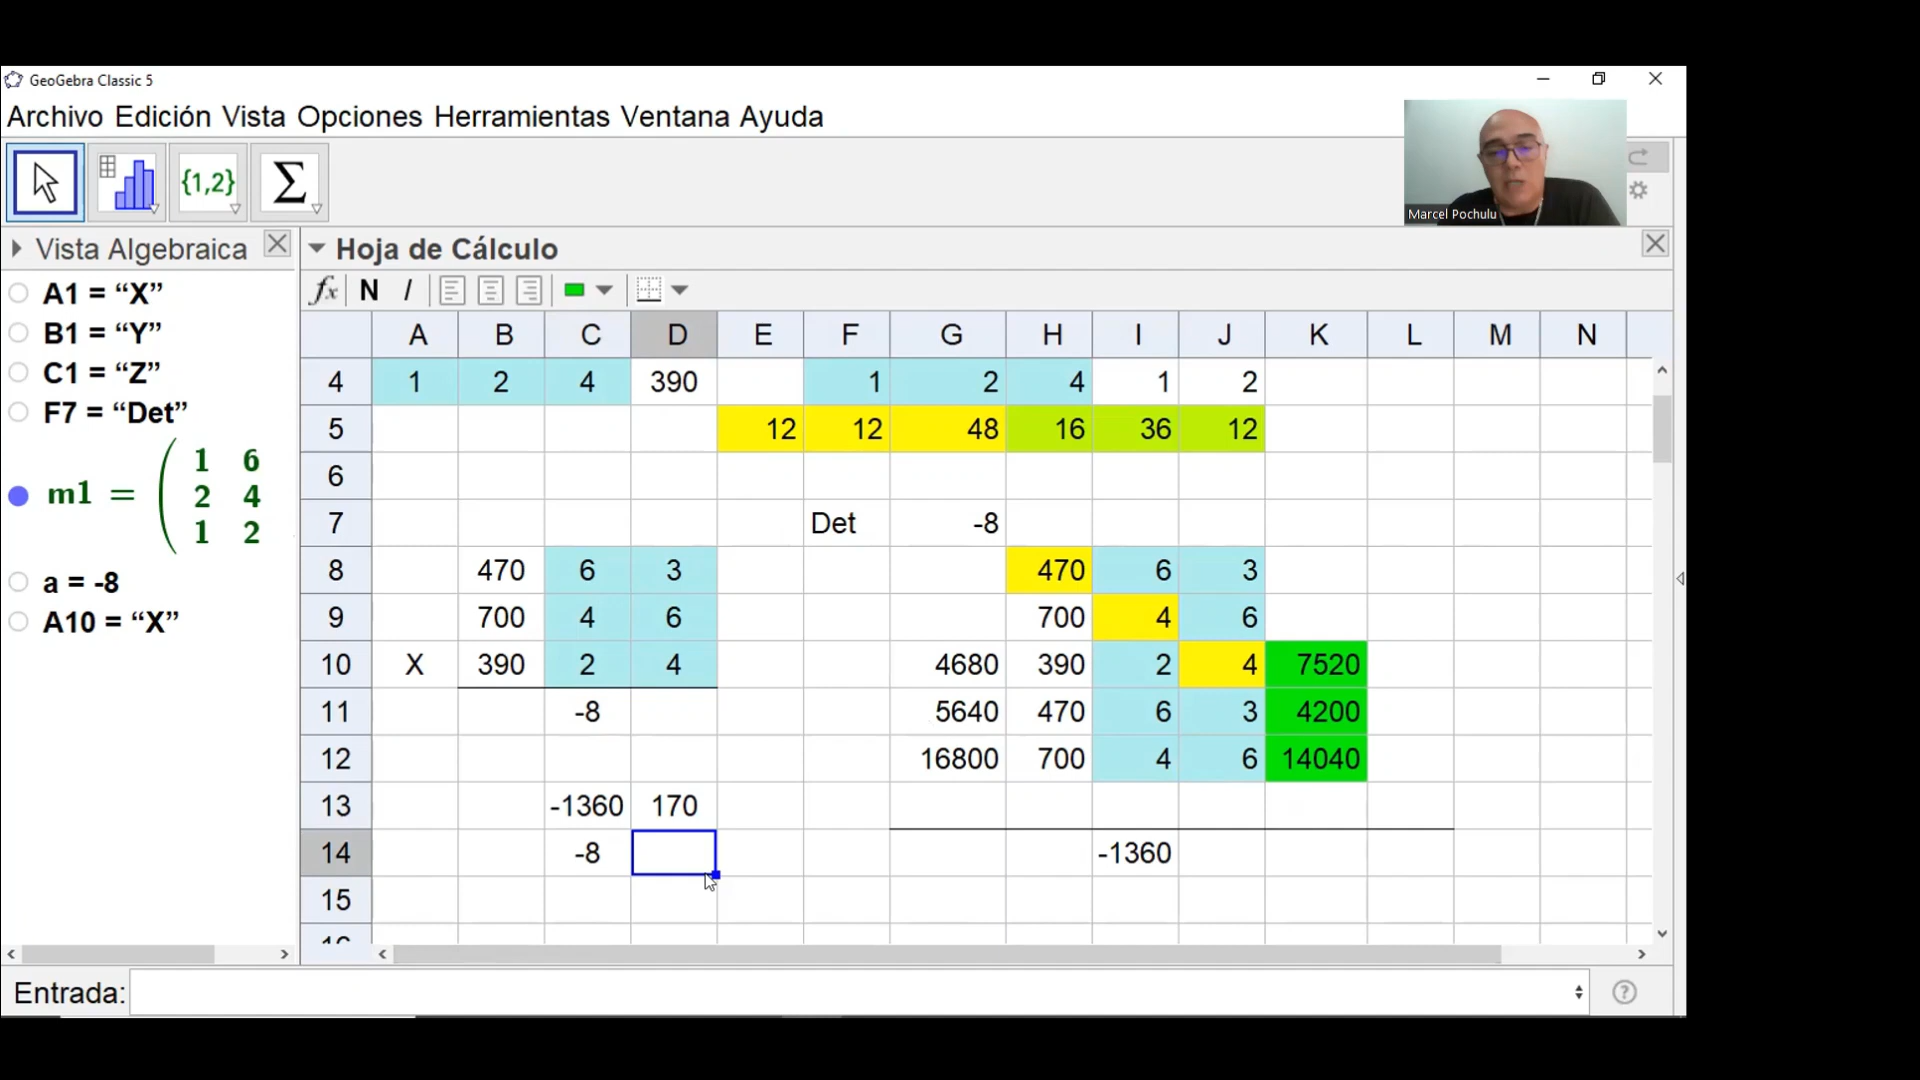 GeoGebra Classic 5
Archivo Edición Vista Opciones Herramientas Ventana Ayuda
{1,2} Σ
Marcel Pochulu
Vista Algebraica
Hoja de Cálculo
A1 = “X”
B1 = “Y”
C1 = “Z”
F7 = “Det”
m1 = ( 1 6
2 4
1 2
a = -8
A10 = “X”
fx N I
A B C D E F G H I J K L M N
4 1 2 4 390 1 2 4 1 2
5 12 12 48 16 36 12
6
7 Det -8
8 470 6 3 470 6 3
9 700 4 6 700 4 6
10 X 390 2 4 4680 390 2 4 7520
11 -8 5640 470 6 3 4200
12 16800 700 4 6 14040
13 -1360 170
14 -8 -1360
15
Entrada: